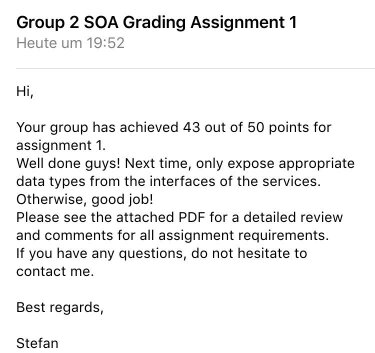 Group 2 SOA Grading Assignment 1
Heute um 19:52
Hi,
Your group has achieved 43 out of 50 points for
assignment 1.
Well done guys! Next time, only expose appropriate
data types from the interfaces of the services.
Otherwise, good job!
Please see the attached PDF for a detailed review
and comments for all assignment requirements.
If you have any questions, do not hesitate to
contact me.
Best regards,
Stefan